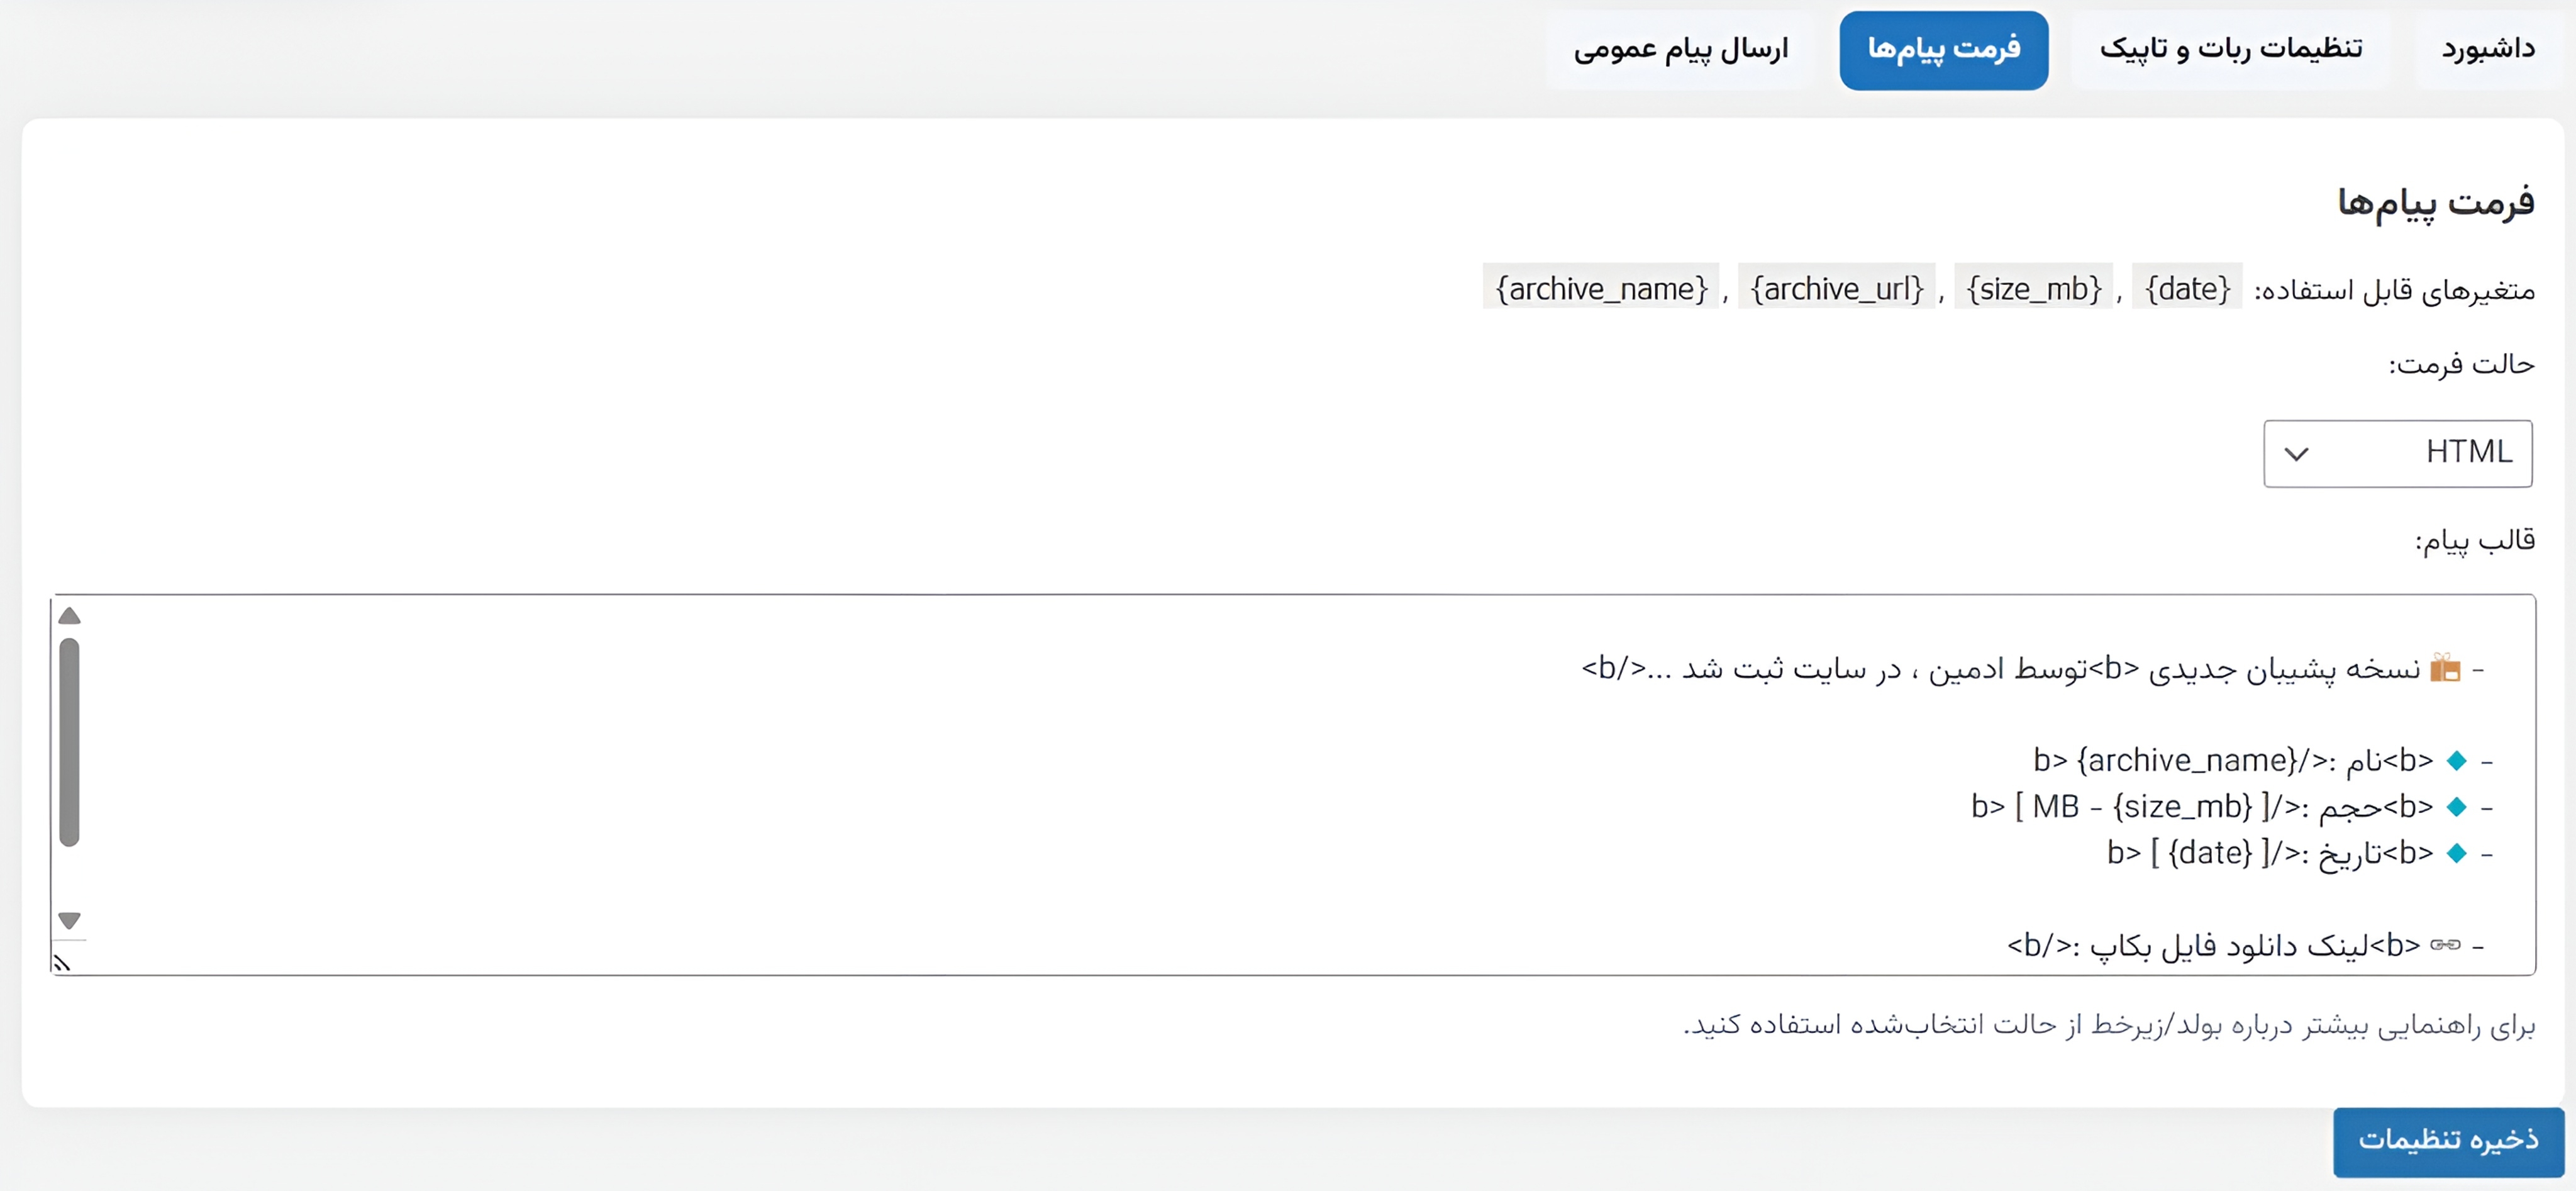 داشبورد
تنظیمات ربات و تاپیک
فرمت پیام‌ها
ارسال پیام عمومی
فرمت پیام‌ها
متغیرهای قابل استفاده: {date} , {size_mb} , {archive_url} , {archive_name}
حالت فرمت:
HTML
قالب پیام:
- 🎁 نسخه پشیبان جدیدی <b>توسط ادمین ، در سایت ثبت شد ...</b>
- 🔹 <b>نام :</b> {archive_name}
- 🔹 <b>حجم :</b> [ MB - {size_mb} ]
- 🔹 <b>تاریخ :</b> [ {date} ]
- 🔗 <b>لینک دانلود فایل بکاپ :</b>
برای راهنمایی بیشتر درباره بولد/زیرخط از حالت انتخاب‌شده استفاده کنید.
ذخیره تنظیمات